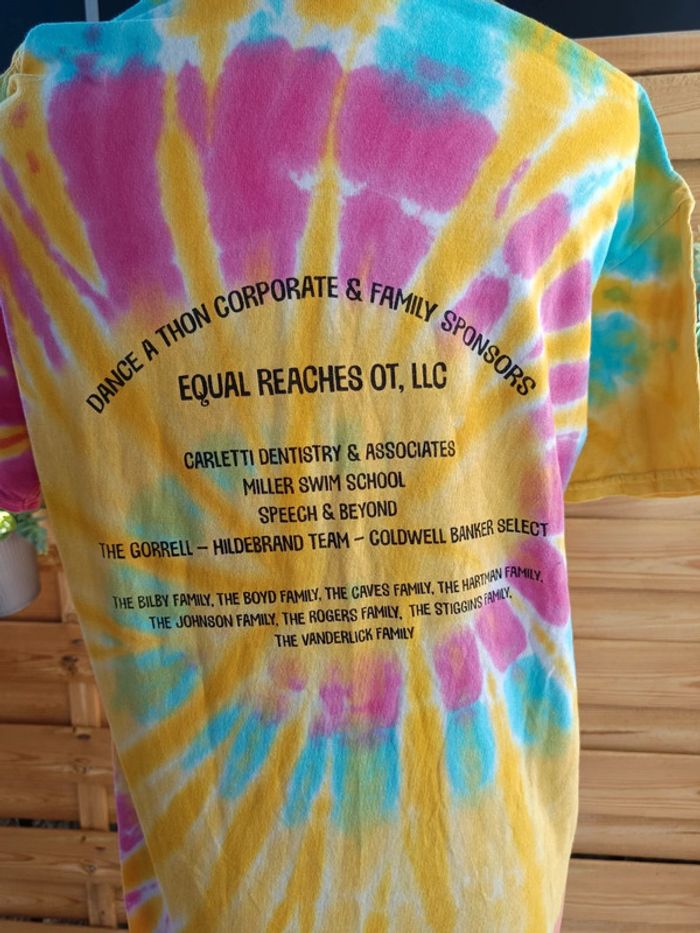 DANCE A THON CORPORATE & FAMILY SPONSORS
EQUAL REACHES OT, LLC
CARLETTI DENTISTRY & ASSOCIATES
MILLER SWIM SCHOOL
SPEECH & BEYOND
THE GORRELL – HILDEBRAND TEAM – COLDWELL BANKER SELECT
THE BILBY FAMILY, THE BOYD FAMILY, THE CAVES FAMILY, THE HARTMAN FAMILY,
THE JOHNSON FAMILY, THE ROGERS FAMILY, THE STIGGINS FAMILY,
THE VANDERLICK FAMILY